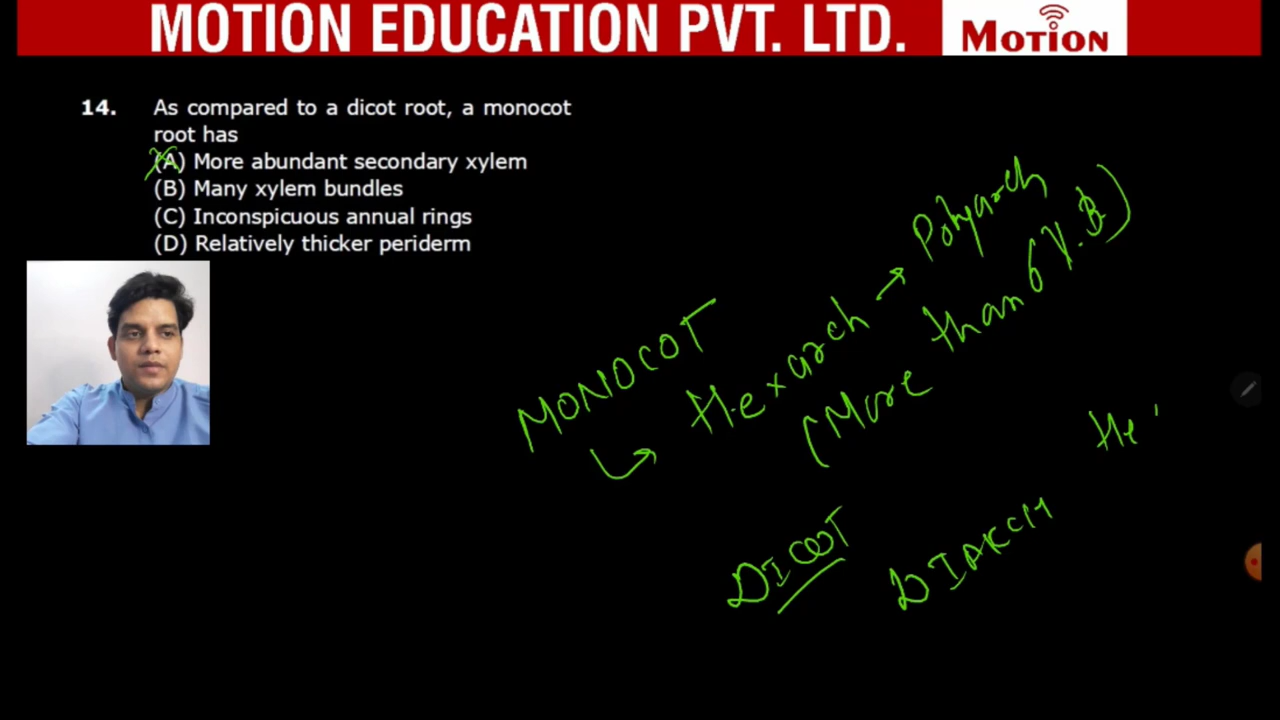 MOTION EDUCATION PVT. LTD.
MOTION
14. As compared to a dicot root, a monocot
root has
(A) More abundant secondary xylem
(B) Many xylem bundles
(C) Inconspicuous annual rings
(D) Relatively thicker periderm
MONOCOT
Hexarch → Polyarch
(More than 6 V.B)
DICOT DIARCH
He